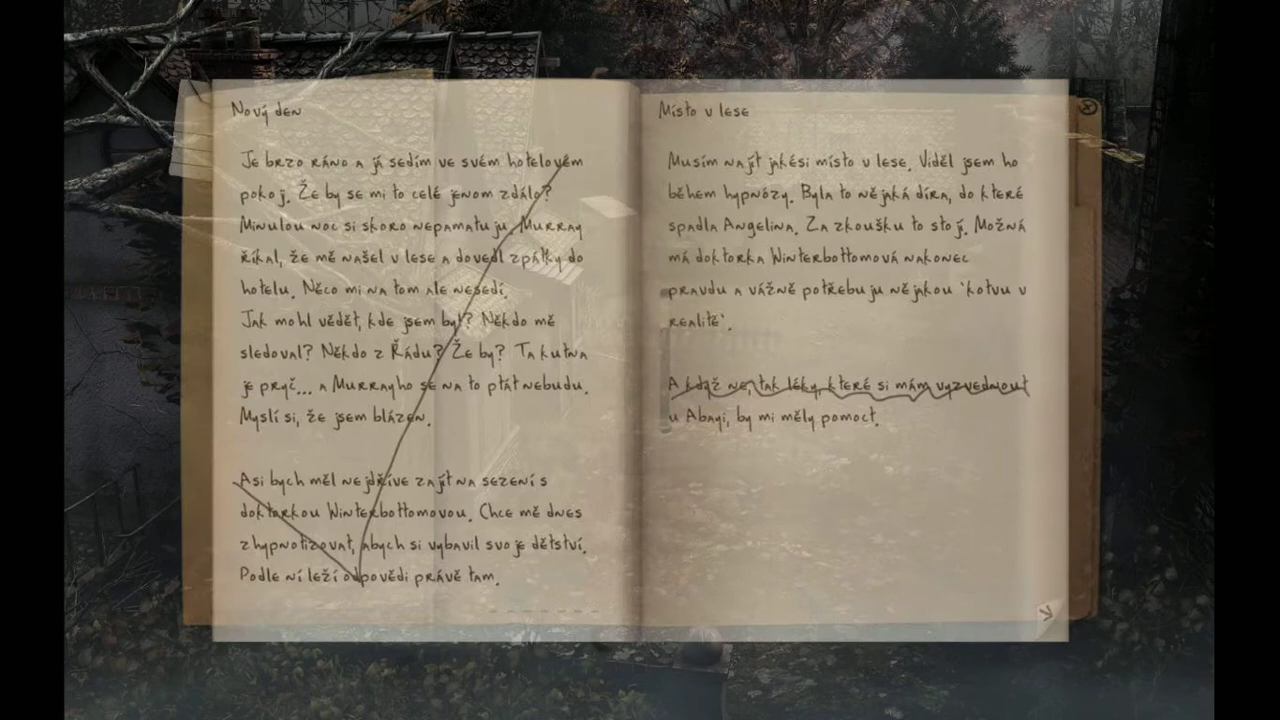 Nový den
Je brzo ráno a já sedím ve svém hotelovém
pokoji. Že by se mi to celé jenom zdálo?
Minulou noc si skoro nepamatuju. Murray
říkal, že mě našel v lese a dovedl zpátky do
hotelu. Něco mi na tom ale nesedí.
Jak mohl vědět, kde jsem byl? Někdo mě
sledoval? Někdo z Řádu? Že by? Ta kutna
je pryč... a Murrayho se na to ptát nebudu.
Myslí si, že jsem blázen.
Asi bych měl nejdříve zajít na sezení s
doktorkou Winterbottomovou. Chce mě dnes
zhypnotizovat, abych si vybavil svoje dětství.
Podle ní leží odpovědi právě tam.
Místo v lese
Musím najít jakési místo v lese. Viděl jsem ho
během hypnózy. Byla to nějaká díra, do které
spadla Angelina. Za zkoušku to stojí. Možná
má doktorka Winterbottomová nakonec
pravdu a vážně potřebuju nějakou 'kotvu v
realitě'.
A když ne, tak léky, které si mám vyzvednout
u Abayi, by mi měly pomoct.